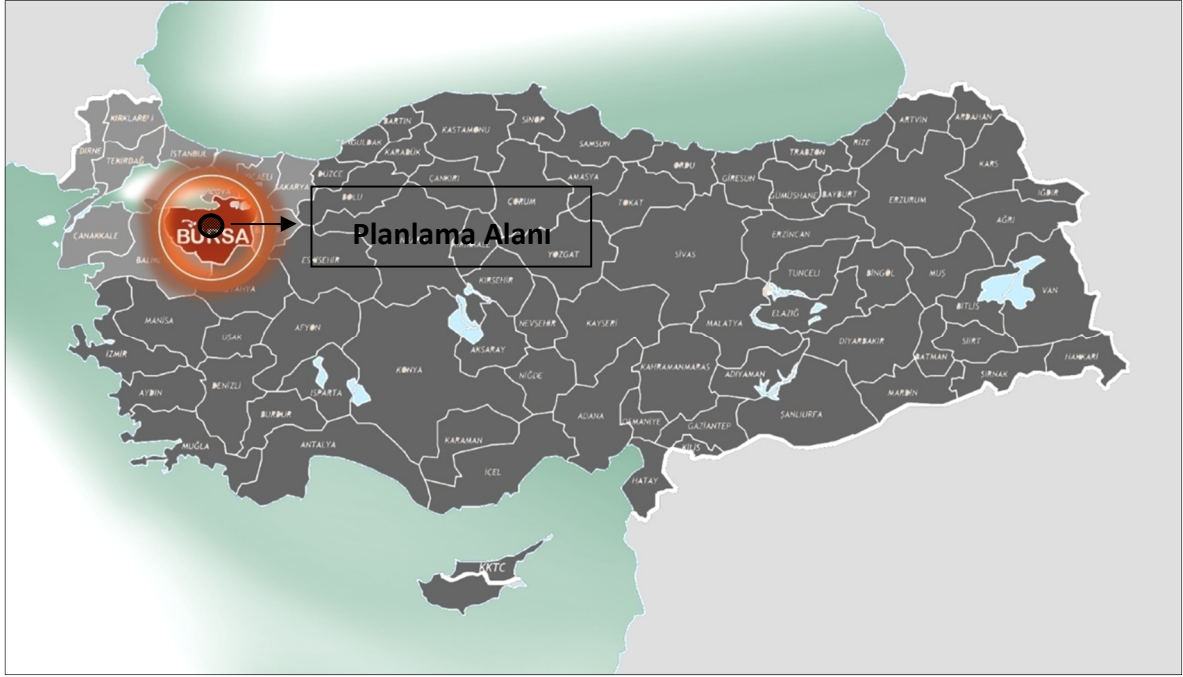 KIRKLARELİ
EDİRNE
TEKİRDAĞ
İSTANBUL
BARTIN
KASTAMONU
SİNOP
SAMSUN
ZONGULDAK
KARABÜK
DÜZCE
ÇANKIRI
AMASYA
ORDU
GİRESUN
TRABZON
RİZE
ARTVİN
ARDAHAN
KARS
SAKARYA
BOLU
ÇORUM
TOKAT
GÜMÜŞHANE
BAYBURT
ERZURUM
IĞDIR
AĞRI
ÇANAKKALE
BURSA
Planlama Alanı
ERZİNCAN
YOZGAT
SİVAS
ESKİŞEHİR
KIRŞEHİR
TUNCELİ
BİNGÖL
MUŞ
BİTLİS
VAN
MANİSA
UŞAK
AFYON
NEVŞEHİR
KAYSERİ
MALATYA
ELAZIĞ
DİYARBAKIR
SİİRT
BATMAN
HAKKARİ
İZMİR
AKSARAY
KONYA
NİĞDE
KAHRAMANMARAŞ
ADIYAMAN
ŞIRNAK
MARDİN
AYDIN
DENİZLİ
ISPARTA
BURDUR
ADANA
OSMANİYE
GAZİANTEP
ŞANLIURFA
MUĞLA
ANTALYA
KARAMAN
İÇEL
KİLİS
HATAY
KKTC